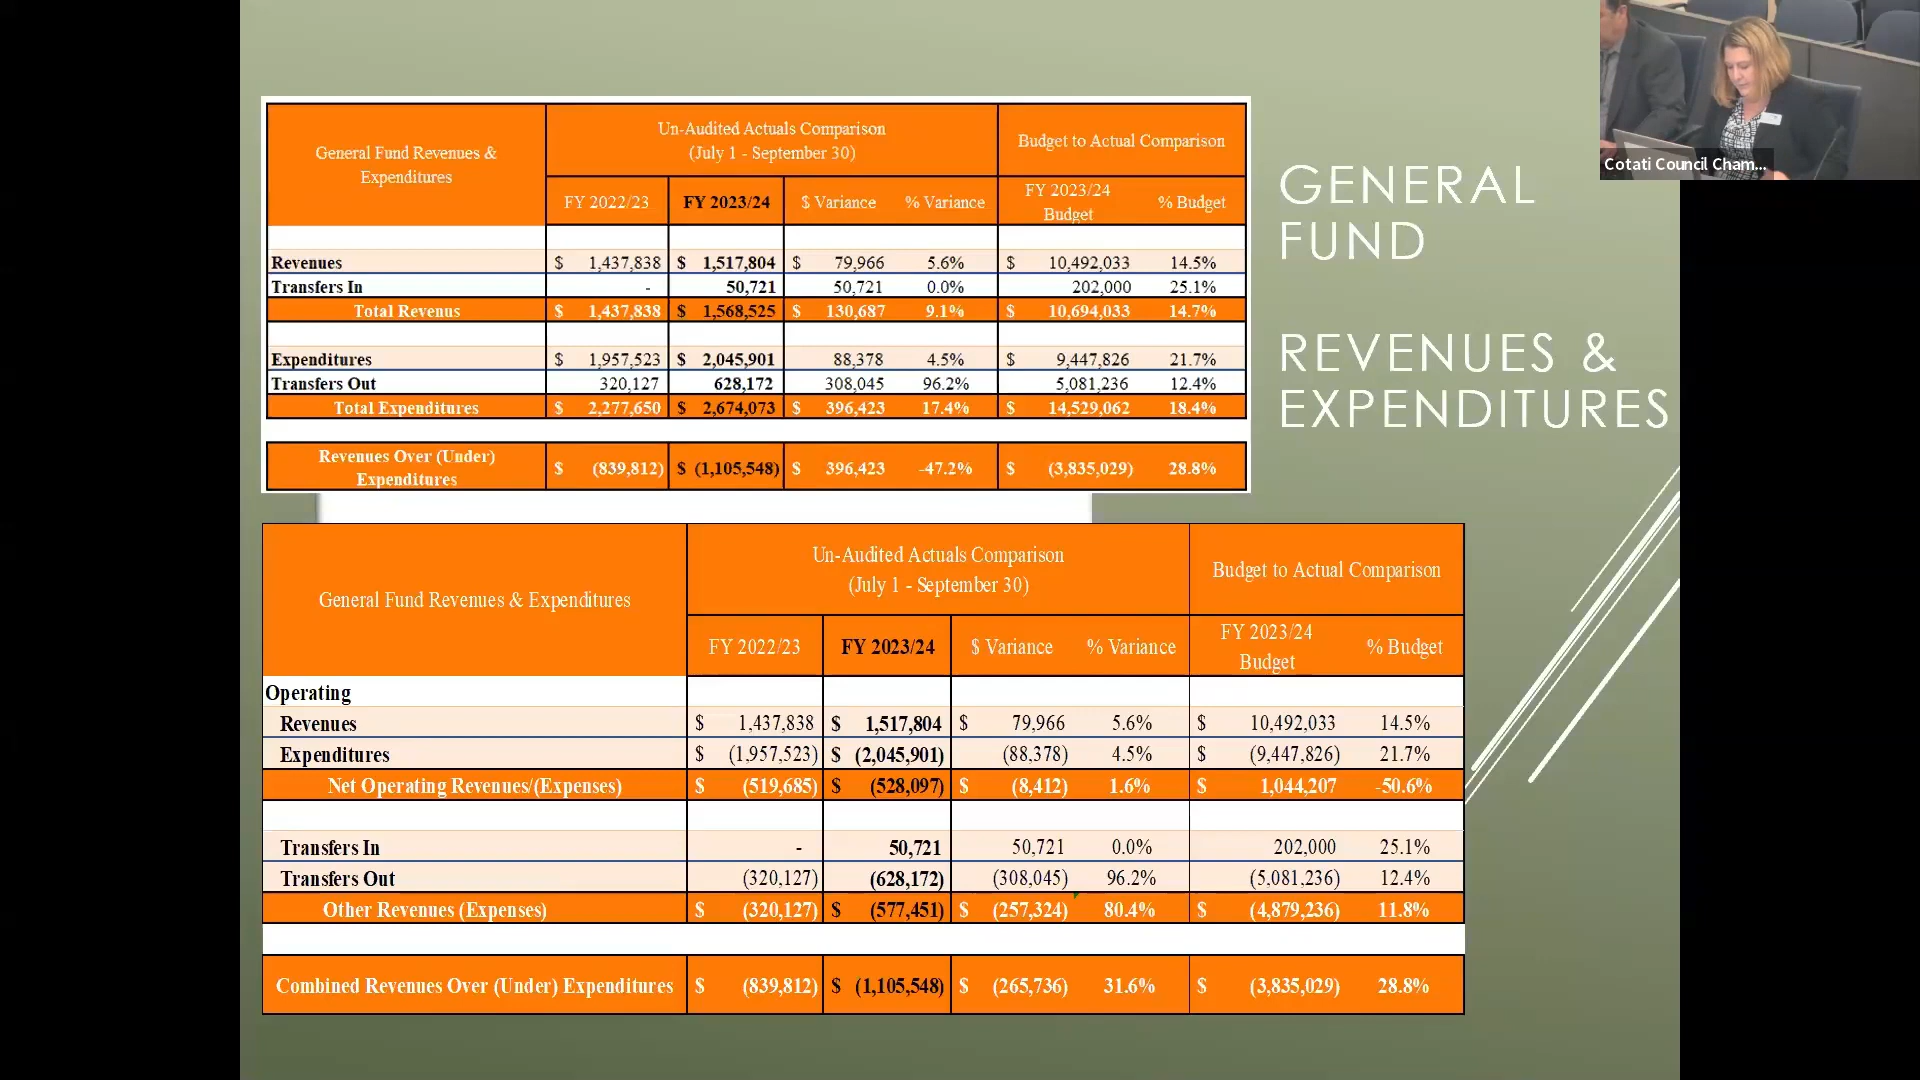 General Fund Revenues &
Expenditures
Un-Audited Actuals Comparison
(July 1 - September 30)
Budget to Actual Comparison
FY 2022/23 FY 2023/24 $ Variance % Variance FY 2023/24 Budget % Budget
Revenues $ 1,437,838 $ 1,517,804 $ 79,966 5.6% $ 10,492,033 14.5%
Transfers In - 50,721 50,721 0.0% 202,000 25.1%
Total Revenus $ 1,437,838 $ 1,568,525 $ 130,687 9.1% $ 10,694,033 14.7%
Expenditures $ 1,957,523 $ 2,045,901 88,378 4.5% $ 9,447,826 21.7%
Transfers Out 320,127 628,172 308,045 96.2% 5,081,236 12.4%
Total Expenditures $ 2,277,650 $ 2,674,073 $ 396,423 17.4% $ 14,529,062 18.4%
Revenues Over (Under)
Expenditures $ (839,812) $ (1,105,548) $ 396,423 -47.2% $ (3,835,029) 28.8%
GENERAL
FUND
REVENUES &
EXPENDITURES
Cotati Council Cham...
General Fund Revenues & Expenditures
Un-Audited Actuals Comparison
(July 1 - September 30)
Budget to Actual Comparison
FY 2022/23 FY 2023/24 $ Variance % Variance FY 2023/24 Budget % Budget
Operating
Revenues $ 1,437,838 $ 1,517,804 $ 79,966 5.6% $ 10,492,033 14.5%
Expenditures $ (1,957,523) $ (2,045,901) (88,378) 4.5% $ (9,447,826) 21.7%
Net Operating Revenues/(Expenses) $ (519,685) $ (528,097) $ (8,412) 1.6% $ 1,044,207 -50.6%
Transfers In - 50,721 50,721 0.0% 202,000 25.1%
Transfers Out (320,127) (628,172) (308,045) 96.2% (5,081,236) 12.4%
Other Revenues (Expenses) $ (320,127) $ (577,451) $ (257,324) 80.4% $ (4,879,236) 11.8%
Combined Revenues Over (Under) Expenditures $ (839,812) $ (1,105,548) $ (265,736) 31.6% $ (3,835,029) 28.8%